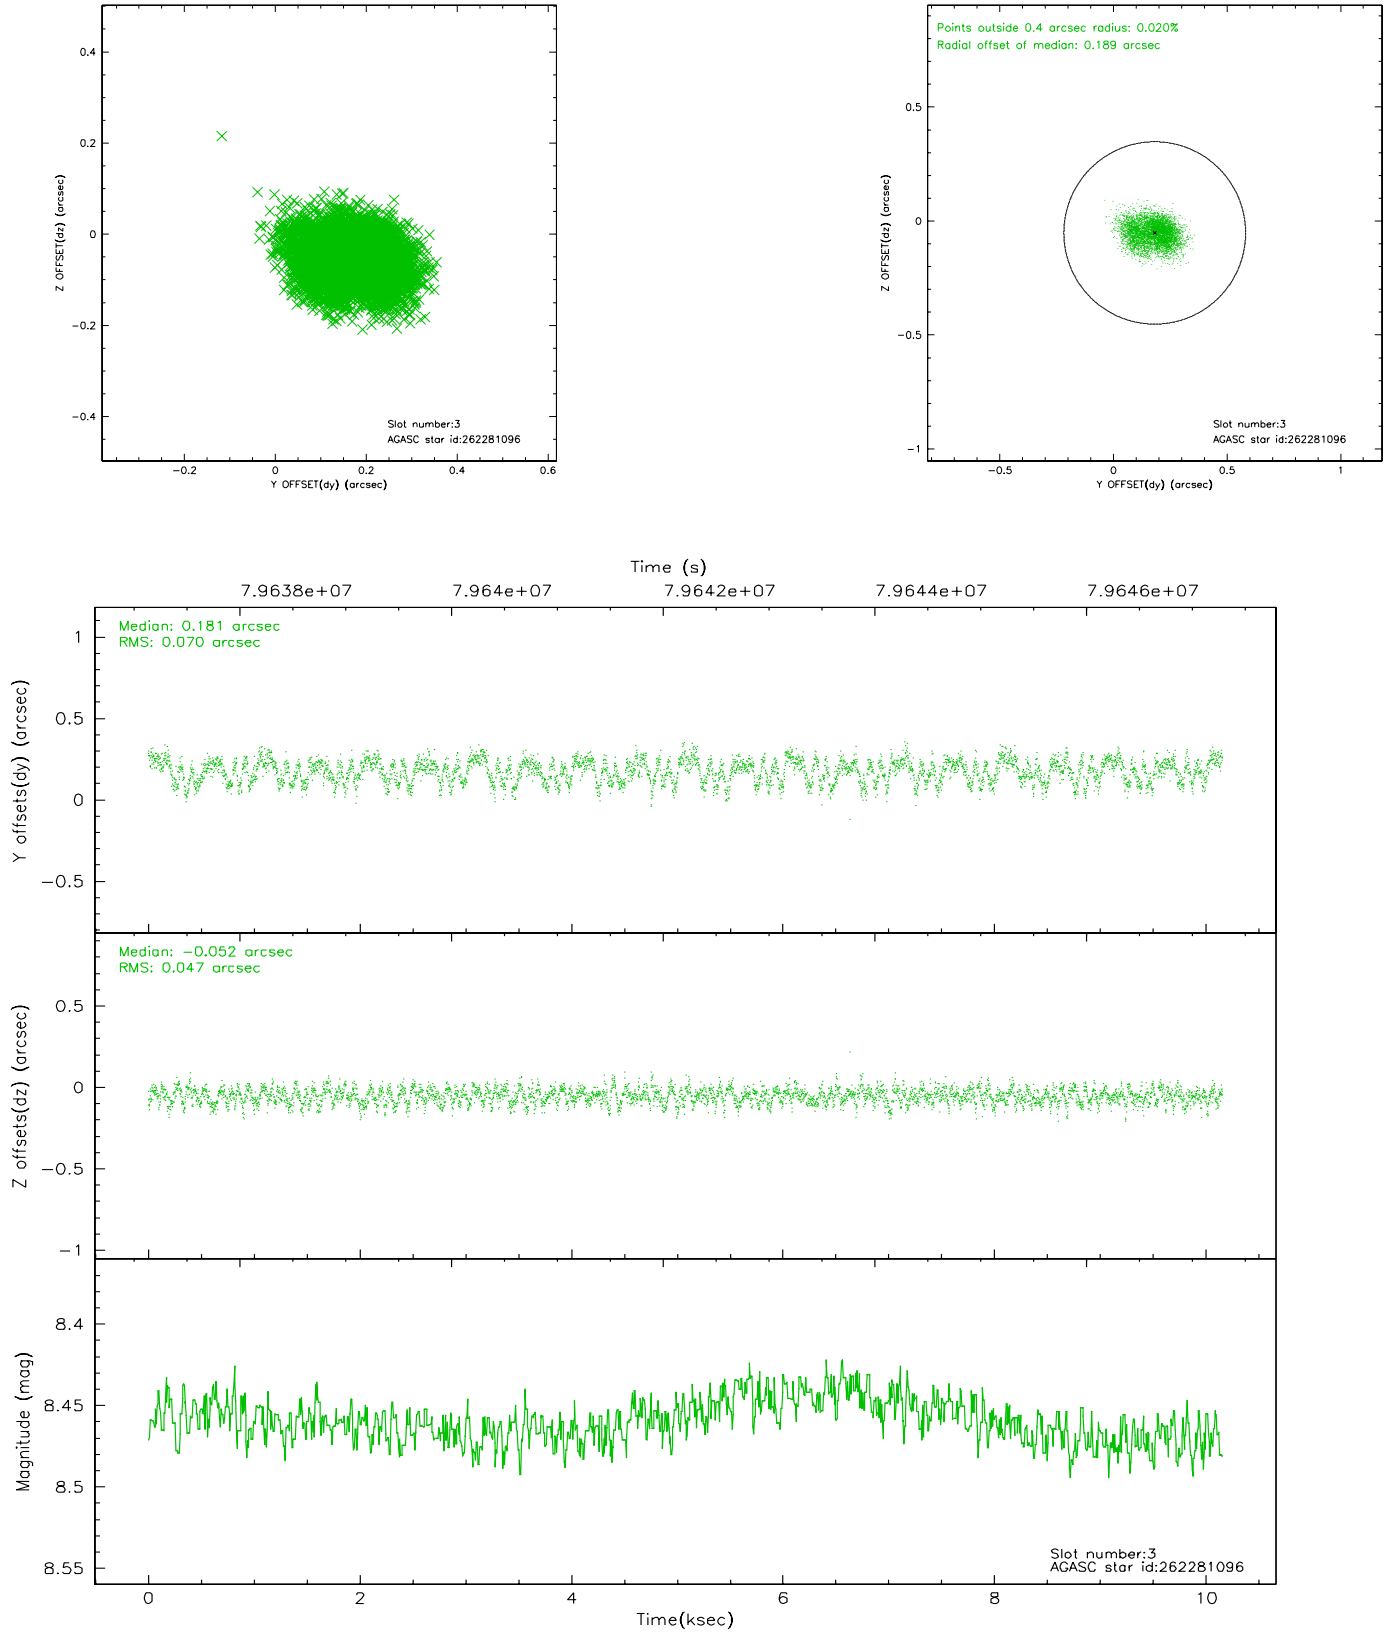 0.4
0.2
0
−0.2
−0.4
Z OFFSET(dz) (arcsec)
−0.2 0 0.2 0.4 0.6
Y OFFSET(dy) (arcsec)
Slot number:3
AGASC star id:262281096
Points outside 0.4 arcsec radius: 0.020%
Radial offset of median: 0.189 arcsec
0.5
0
−0.5
−1
Z OFFSET(dz) (arcsec)
−0.5 0 0.5 1
Y OFFSET(dy) (arcsec)
Slot number:3
AGASC star id:262281096
Time (s)
7.9638e+07 7.964e+07 7.9642e+07 7.9644e+07 7.9646e+07
Median: 0.181 arcsec
RMS: 0.070 arcsec
1
0.5
0
−0.5
Y offsets(dy) (arcsec)
Median: −0.052 arcsec
RMS: 0.047 arcsec
0.5
0
−0.5
−1
Z offsets(dz) (arcsec)
8.4
8.45
8.5
8.55
Magnitude (mag)
Slot number:3
AGASC star id:262281096
0 2 4 6 8 10
Time(ksec)